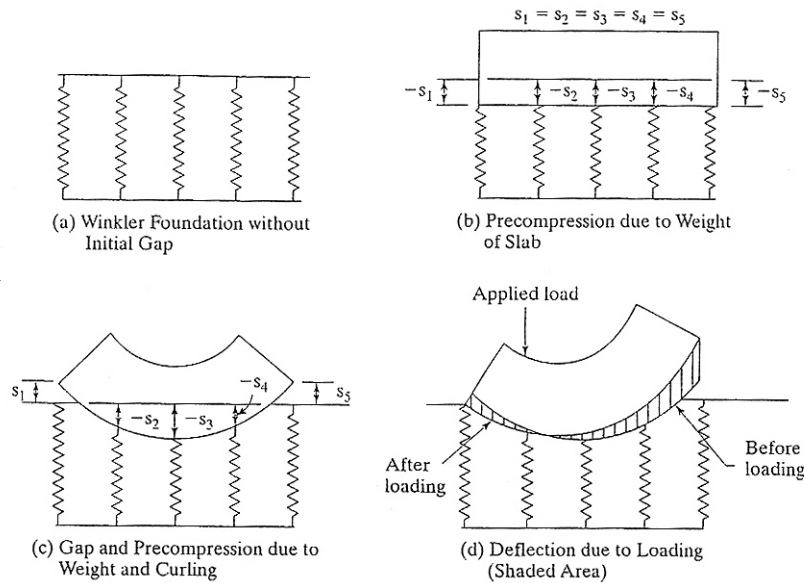 s₁ = s₂ = s₃ = s₄ = s₅
−s₁
−s₂
−s₃
−s₄
−s₅
(a) Winkler Foundation without
Initial Gap
(b) Precompression due to Weight
of Slab
Applied load
s₁
−s₂
−s₃
−s₄
s₅
After
loading
Before
loading
(c) Gap and Precompression due to
Weight and Curling
(d) Deflection due to Loading
(Shaded Area)